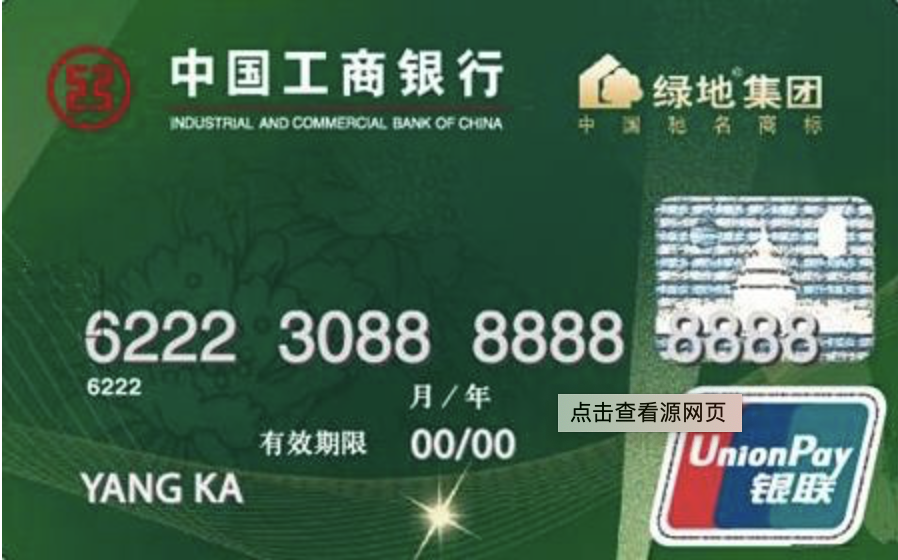 中国工商银行
INDUSTRIAL AND COMMERCIAL BANK OF CHINA
绿地®集团
中国驰名商标
6222 3088 8888 8888
6222
月/年
点击查看源网页
有效期限 00/00
UnionPay
银联
YANG KA